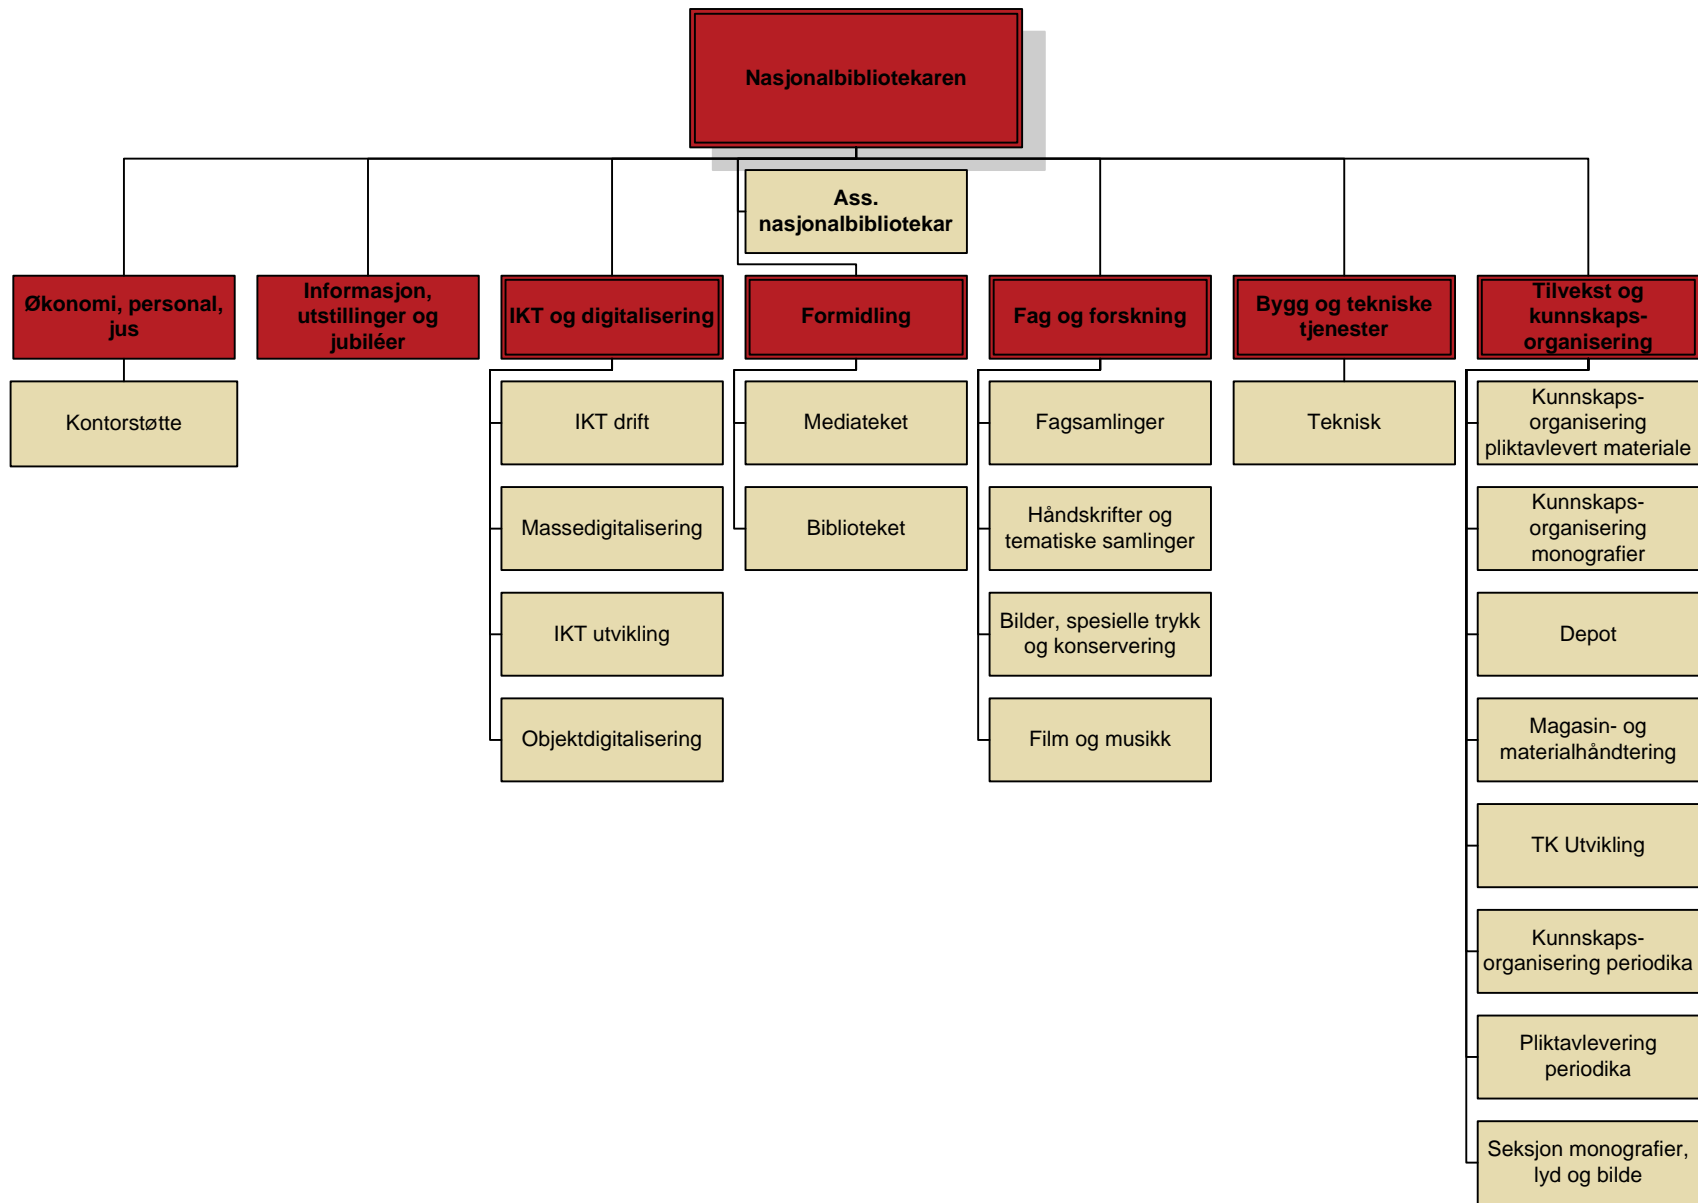 Nasjonalbibliotekaren
Ass.
nasjonalbibliotekar
Økonomi, personal,
jus
Informasjon,
utstillinger og
jubiléer
IKT og digitalisering
Formidling
Fag og forskning
Bygg og tekniske
tjenester
Tilvekst og
kunnskaps-
organisering
Kontorstøtte
IKT drift
Massedigitalisering
IKT utvikling
Objektdigitalisering
Mediateket
Biblioteket
Fagsamlinger
Håndskrifter og
tematiske samlinger
Bilder, spesielle trykk
og konservering
Film og musikk
Teknisk
Kunnskaps-
organisering
pliktavlevert materiale
Kunnskaps-
organisering
monografier
Depot
Magasin- og
materialhåndtering
TK Utvikling
Kunnskaps-
organisering periodika
Pliktavlevering
periodika
Seksjon monografier,
lyd og bilde